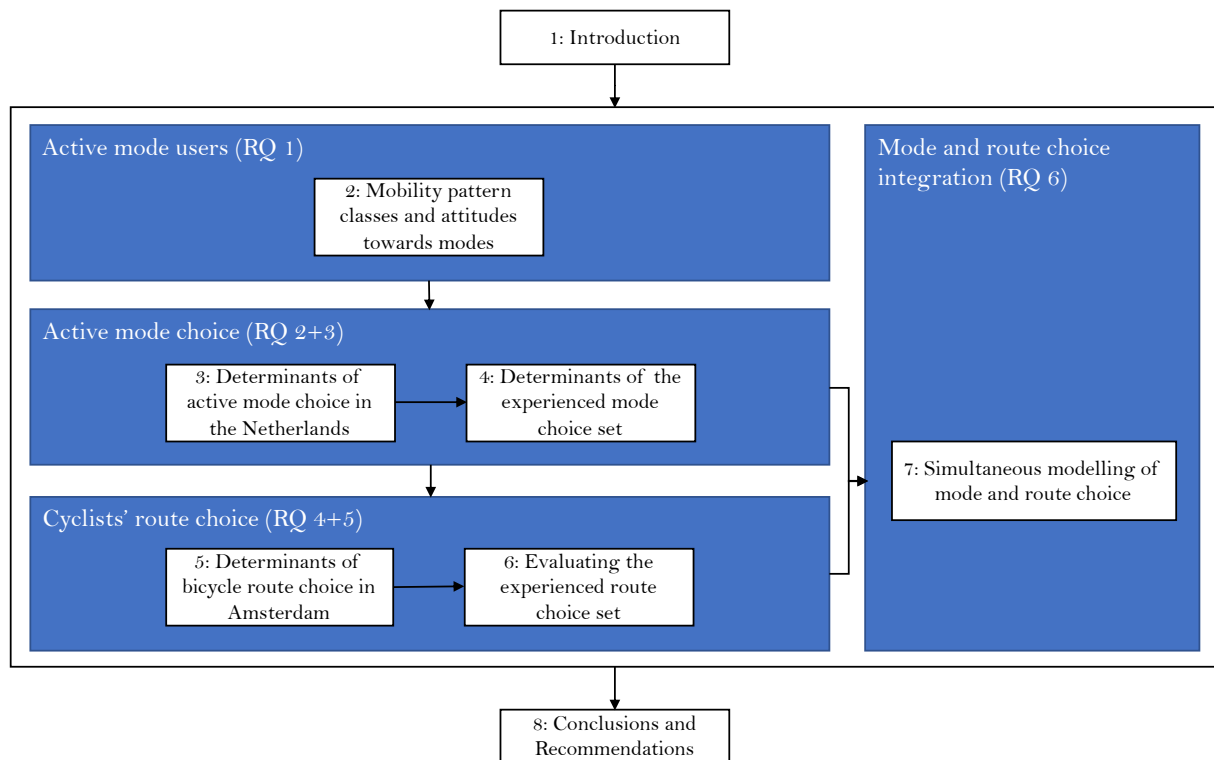 1: Introduction
Active mode users (RQ 1)
2: Mobility pattern
classes and attitudes
towards modes
Active mode choice (RQ 2+3)
3: Determinants of
active mode choice in
the Netherlands
4: Determinants of the
experienced mode
choice set
Cyclists' route choice (RQ 4+5)
5: Determinants of
bicycle route choice in
Amsterdam
6: Evaluating the
experienced route
choice set
Mode and route choice
integration (RQ 6)
7: Simultaneous modelling of
mode and route choice
8: Conclusions and
Recommendations